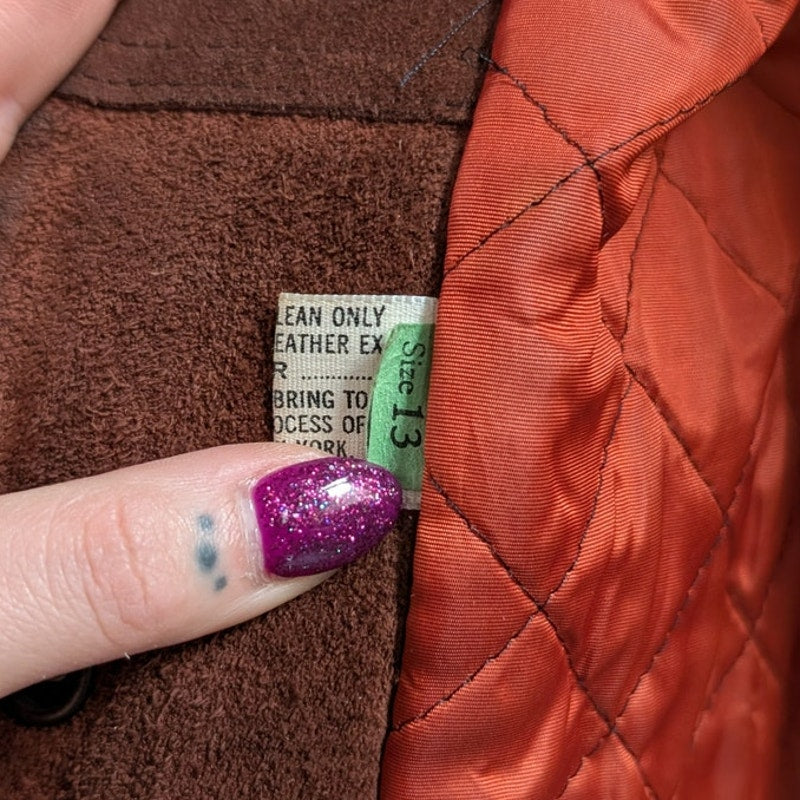 LEAN ONLY
EATHER EX
R ............
BRING TO
OCESS OF
YORK.
Size 13